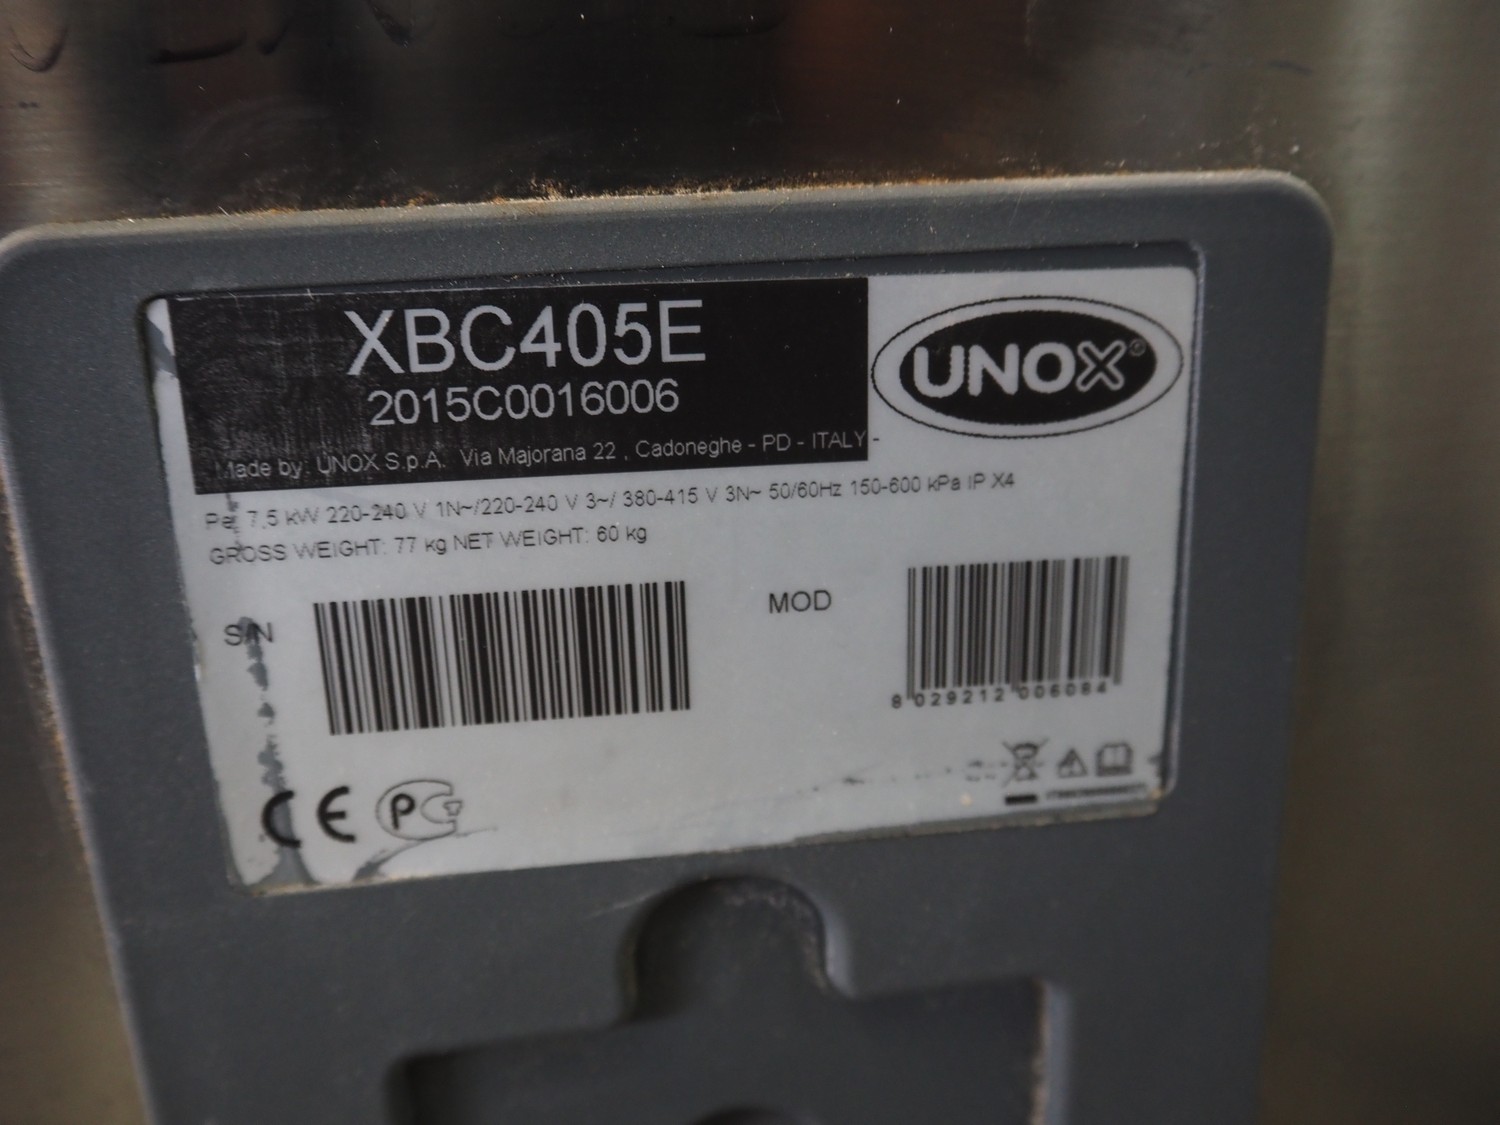 XBC405E
2015C0016006
Made by: UNOX S.p.A. Via Majorana 22 , Cadoneghe - PD - ITALY -
UNOX®
7,5 kW 220-240 V 1N~/220-240 V 3~/ 380-415 V 3N~ 50/60Hz 150-600 kPa IP X4
GROSS WEIGHT: 77 kg NET WEIGHT: 60 kg
S/N
MOD
8 029212 006084
CE